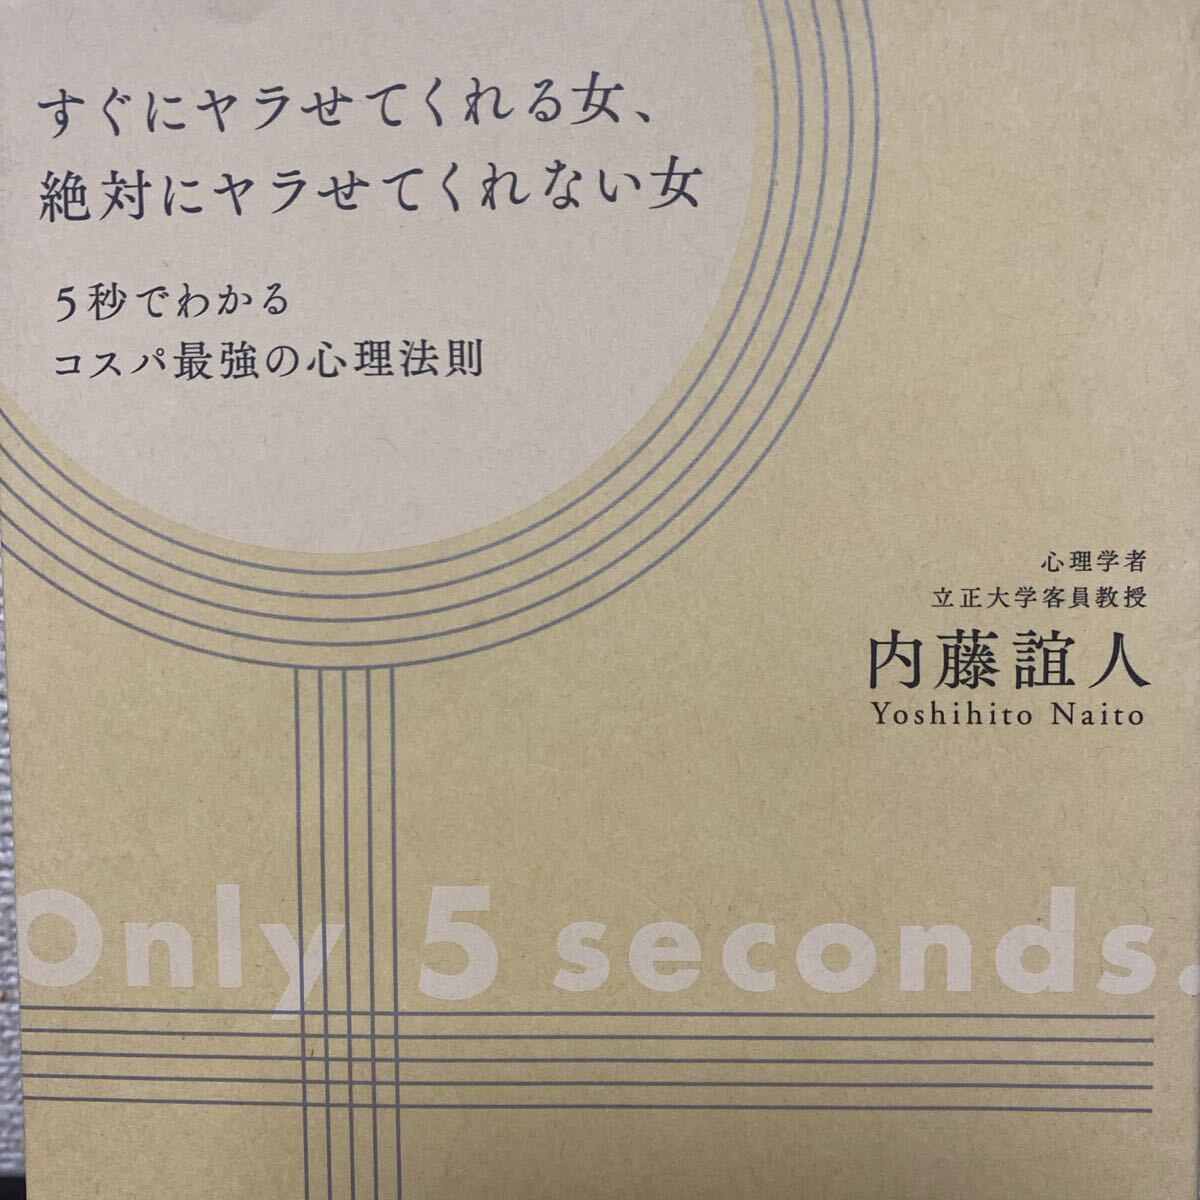 すぐにヤラせてくれる女、
絶対にヤラせてくれない女
5秒でわかる
コスパ最強の心理法則
心理学者
立正大学客員教授
内藤誼人
Yoshihito Naito
Only 5 seconds.